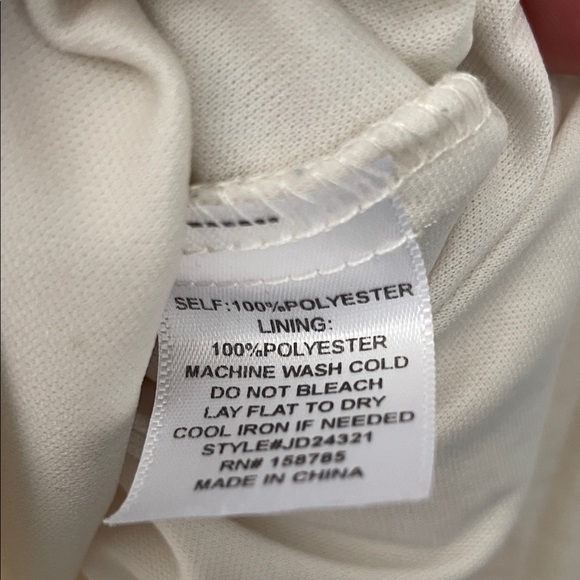 SELF:100%POLYESTER
LINING:
100%POLYESTER
MACHINE WASH COLD
DO NOT BLEACH
LAY FLAT TO DRY
COOL IRON IF NEEDED
STYLE#JD24321
RN# 158785
MADE IN CHINA